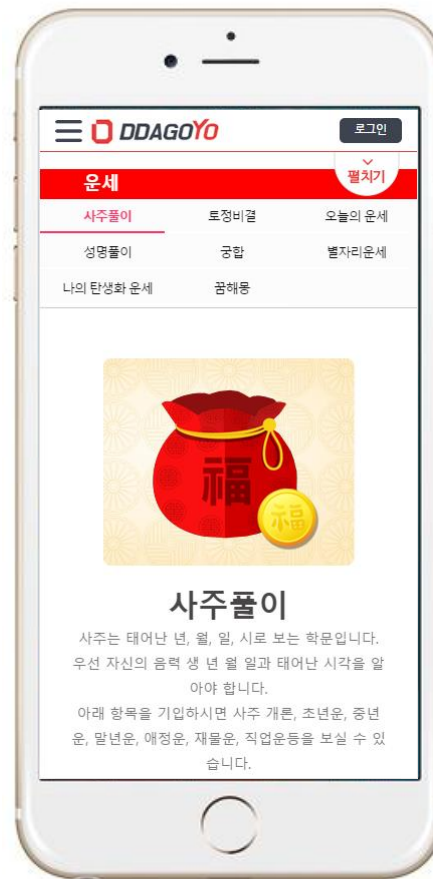 DDAGOYO
로그인
운세
펼치기
사주풀이 토정비결 오늘의 운세
성명풀이 궁합 별자리운세
나의 탄생화 운세 꿈해몽
福
福
사주풀이
사주는 태어난 년, 월, 일, 시로 보는 학문입니다.
우선 자신의 음력 생 년 월 일과 태어난 시각을 알
아야 합니다.
아래 항목을 기입하시면 사주 개론, 초년운, 중년
운, 말년운, 애정운, 재물운, 직업운등을 보실 수 있
습니다.